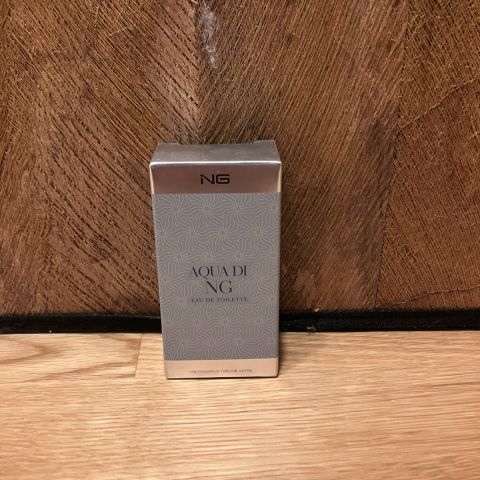 NG
AQUA DI
NG
EAU DE TOILETTE